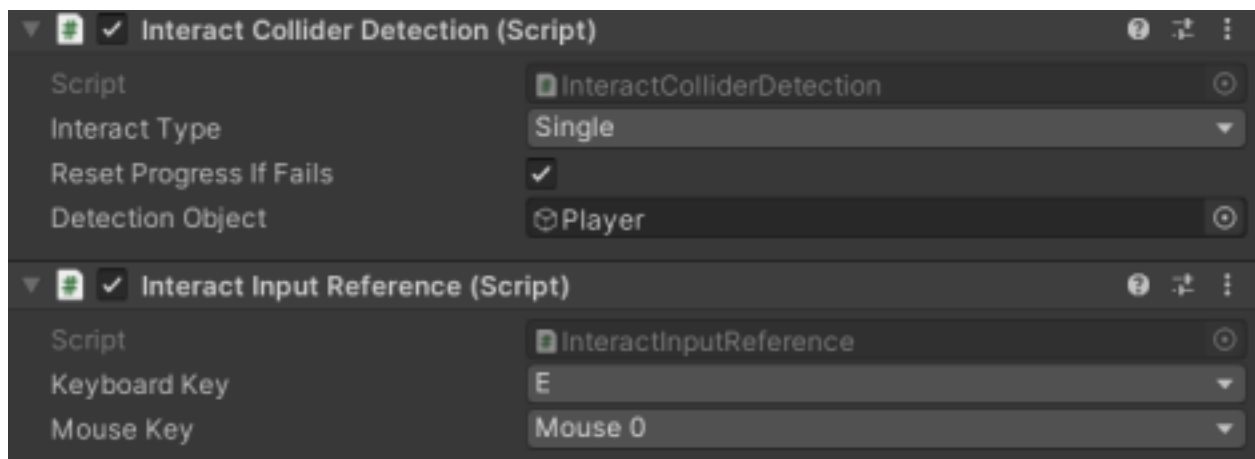 Interact Collider Detection (Script)
Script InteractColliderDetection
Interact Type Single
Reset Progress If Fails
Detection Object Player
Interact Input Reference (Script)
Script InteractInputReference
Keyboard Key E
Mouse Key Mouse 0